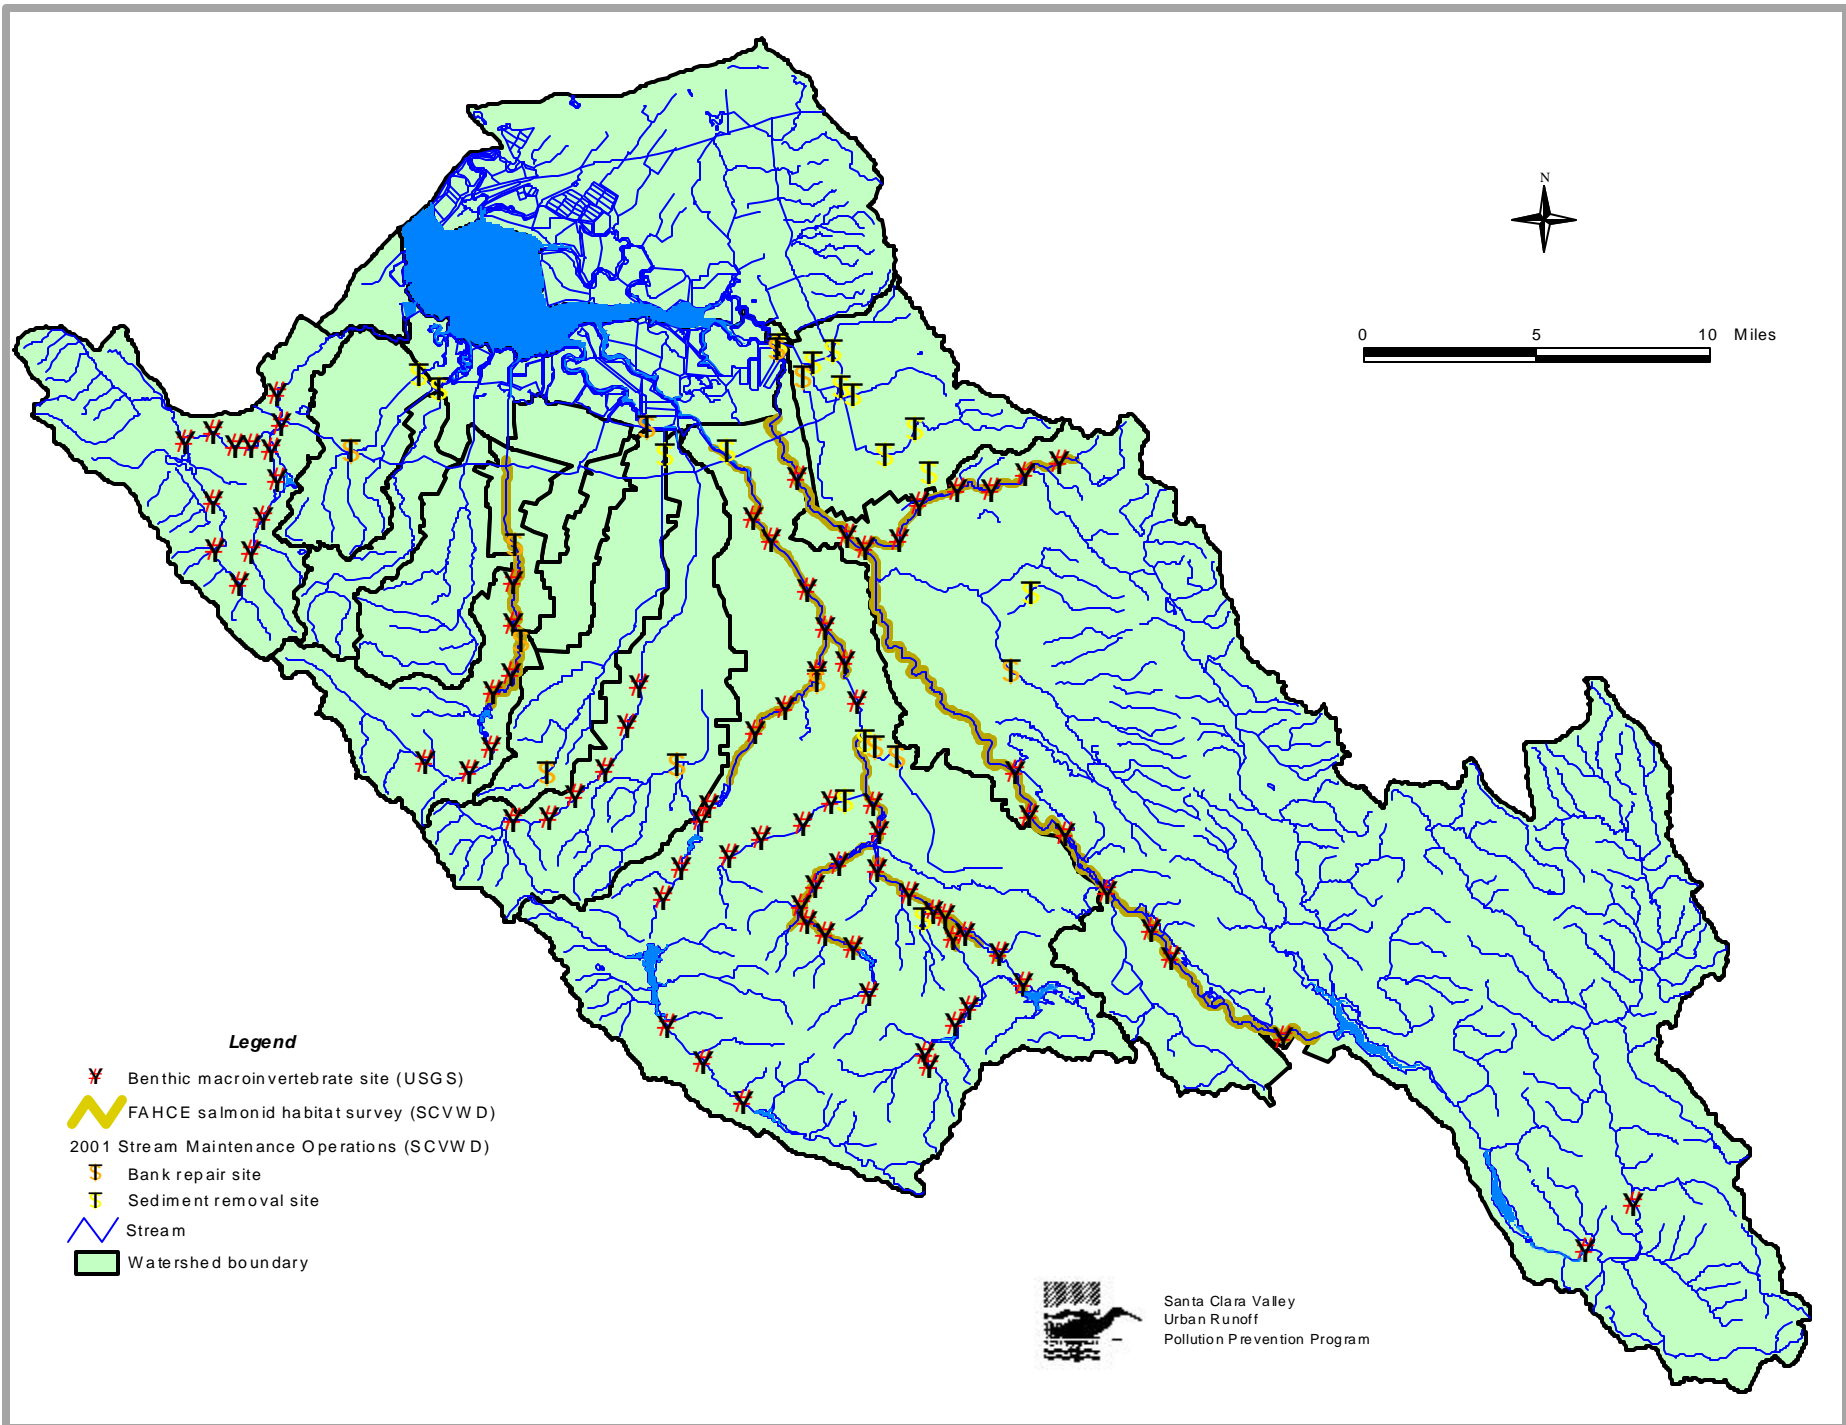 N
0 5 10 Miles
Legend
Benthic macroinvertebrate site (USGS)
FAHCE salmonid habitat survey (SCVWD)
2001 Stream Maintenance Operations (SCVWD)
Bank repair site
Sediment removal site
Stream
Watershed boundary
Santa Clara Valley
Urban Runoff
Pollution Prevention Program